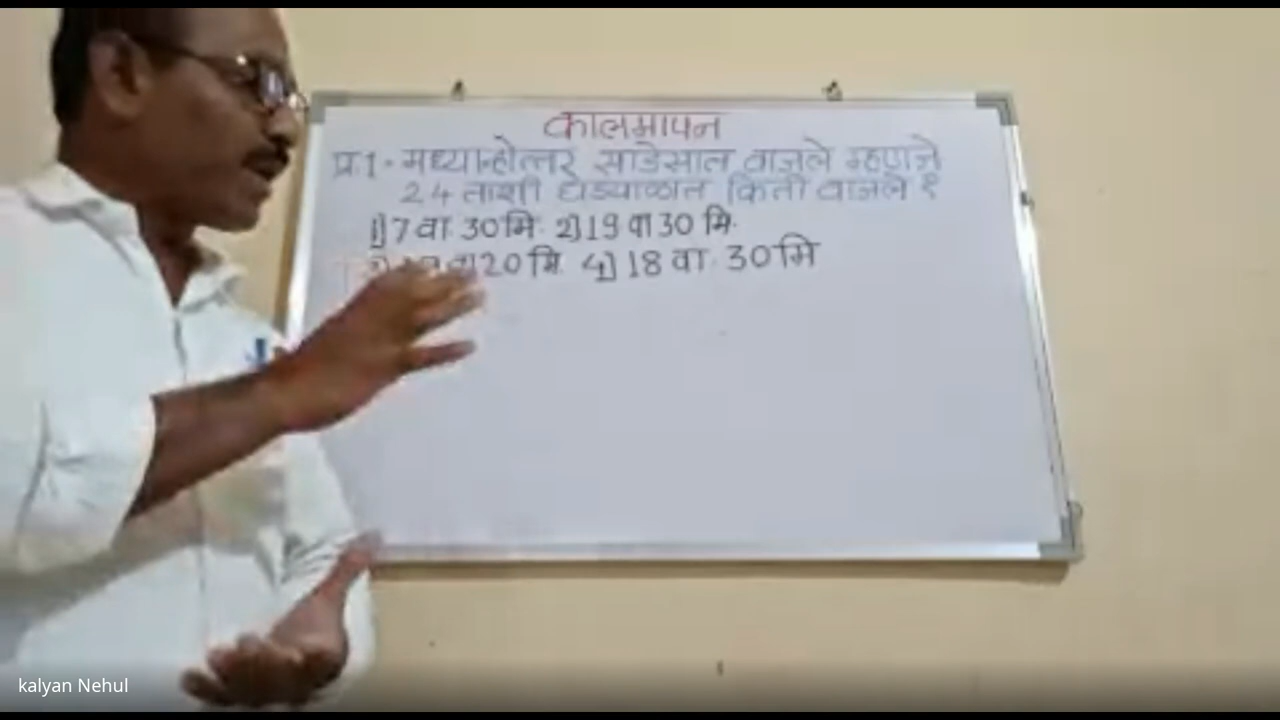 कालमापन
प्र.1 - मध्यान्होत्तर साडेसात वाजले म्हणजे
24 ताशी घड्याळात किती वाजले ?
1) 7 वा. 30 मि. 2) 19 वा 30 मि.
20 मि. 4) 18 वा. 30 मि
kalyan Nehul